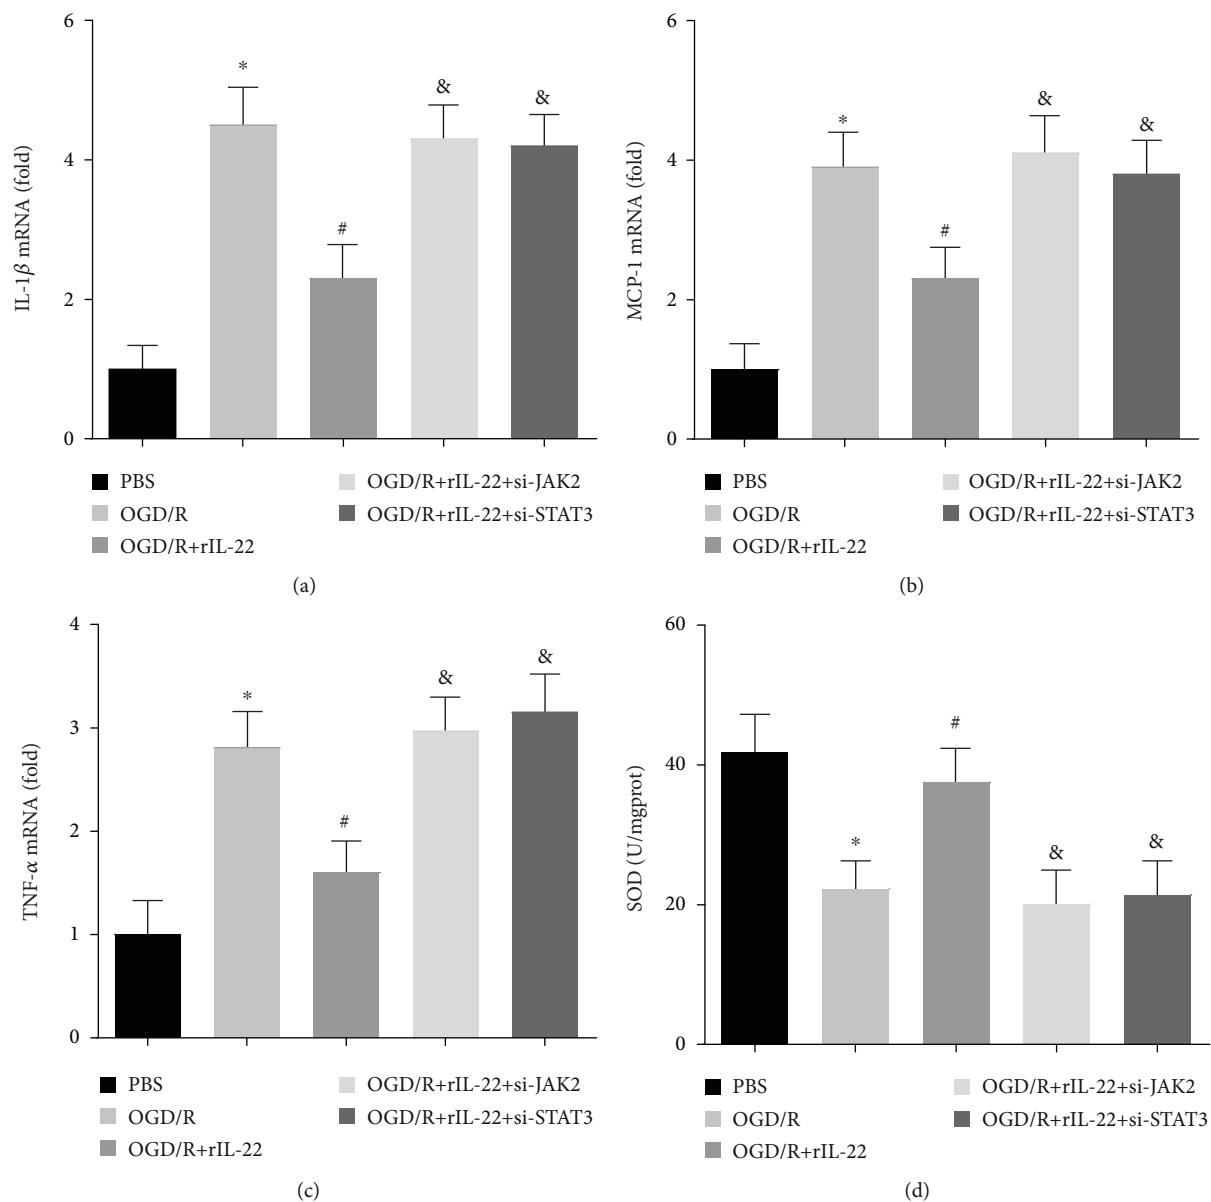 6
4
2
0
IL-1β mRNA (fold)
*
#
&
&
PBS
OGD/R
OGD/R+rIL-22
OGD/R+rIL-22+si-JAK2
OGD/R+rIL-22+si-STAT3
(a)
6
4
2
0
MCP-1 mRNA (fold)
*
#
&
&
PBS
OGD/R
OGD/R+rIL-22
OGD/R+rIL-22+si-JAK2
OGD/R+rIL-22+si-STAT3
(b)
4
3
2
1
0
TNF-α mRNA (fold)
*
#
&
&
PBS
OGD/R
OGD/R+rIL-22
OGD/R+rIL-22+si-JAK2
OGD/R+rIL-22+si-STAT3
(c)
60
40
20
0
SOD (U/mgprot)
*
#
&
&
PBS
OGD/R
OGD/R+rIL-22
OGD/R+rIL-22+si-JAK2
OGD/R+rIL-22+si-STAT3
(d)